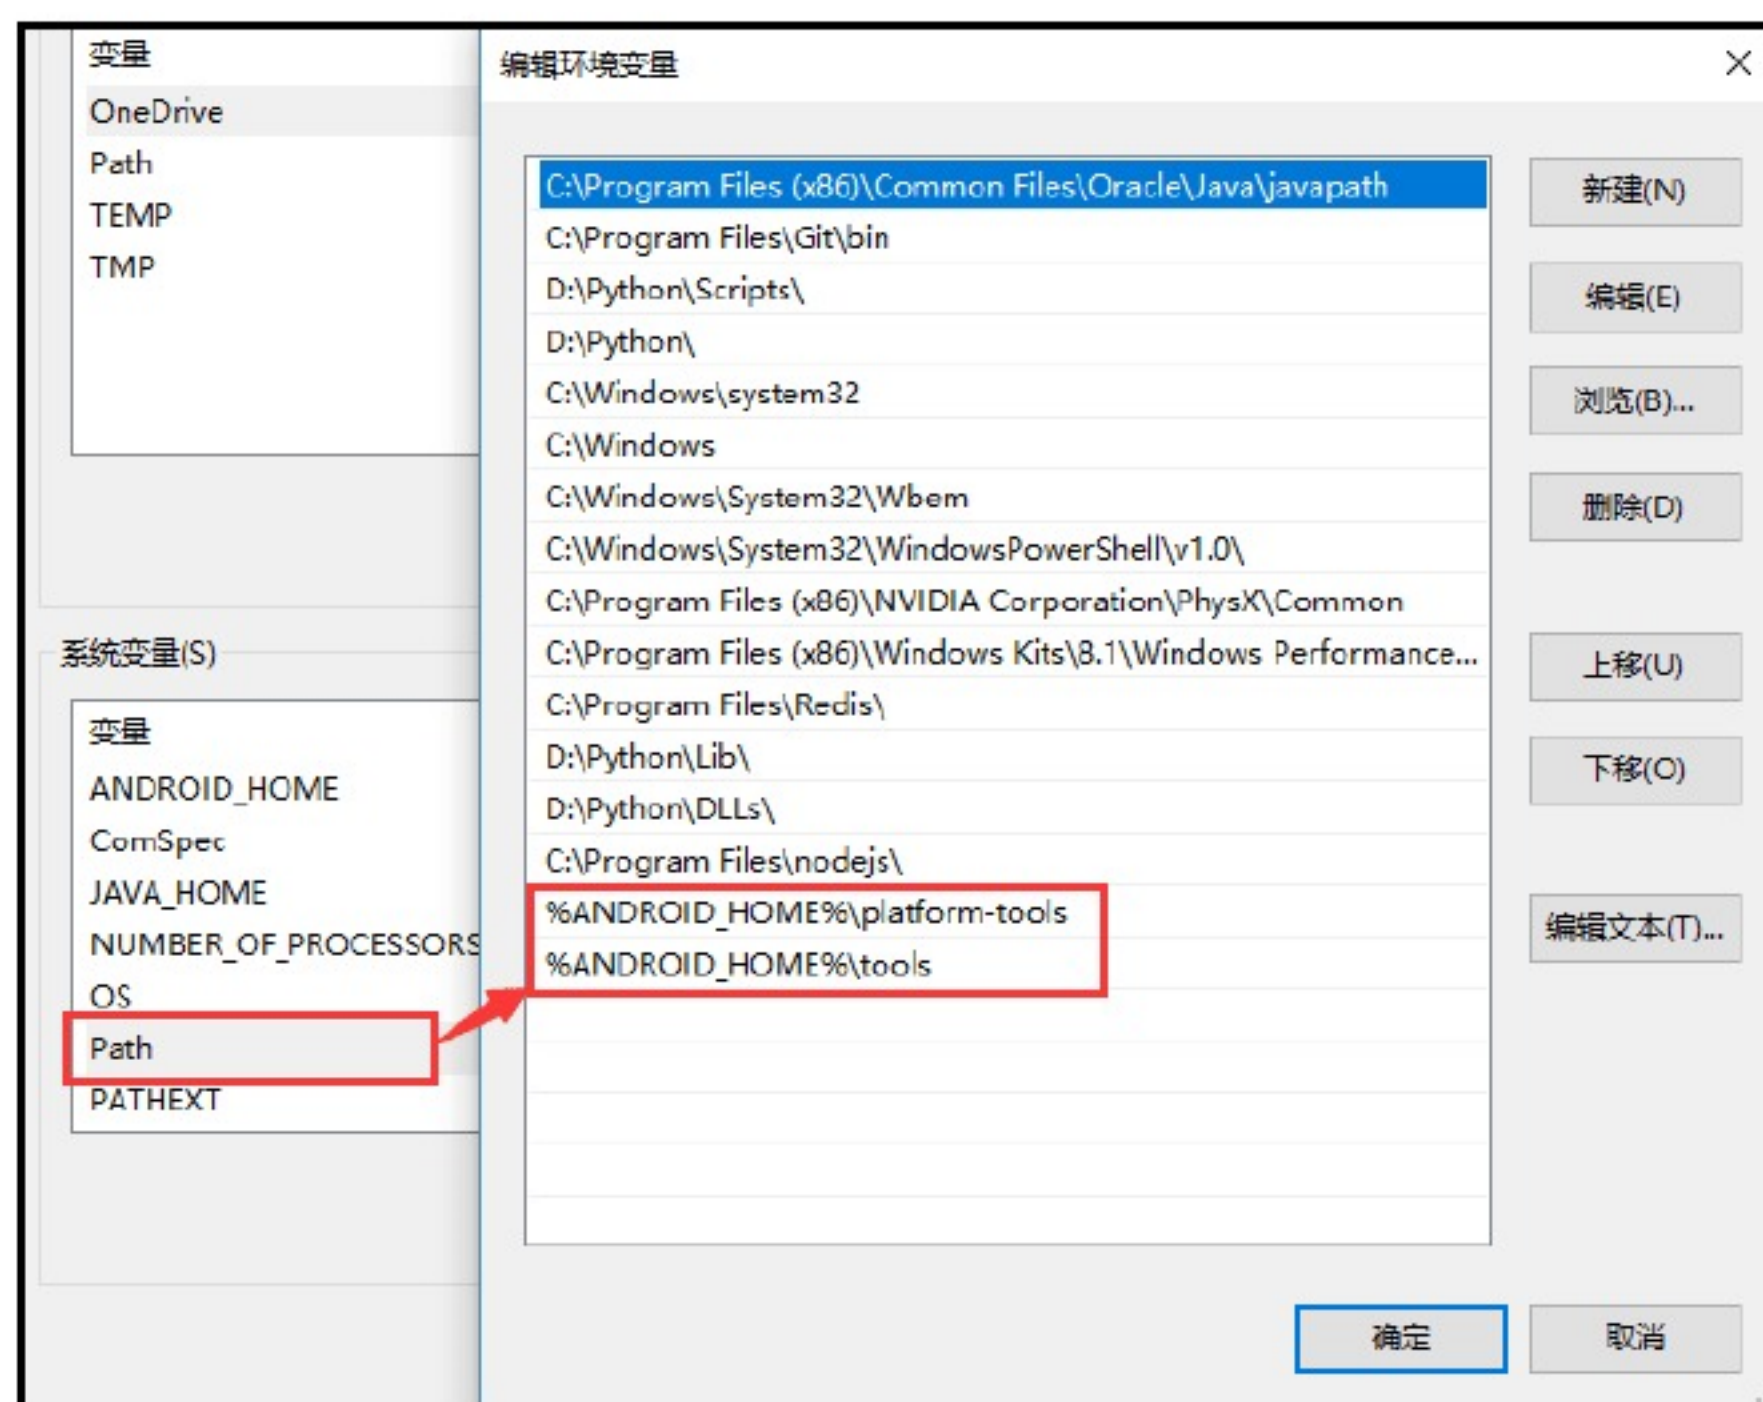 变量
OneDrive
Path
TEMP
TMP
系统变量(S)
变量
ANDROID_HOME
ComSpec
JAVA_HOME
NUMBER_OF_PROCESSORS
OS
Path
PATHEXT
编辑环境变量
C:\Program Files (x86)\Common Files\Oracle\Java\javapath
C:\Program Files\Git\bin
D:\Python\Scripts\
D:\Python\
C:\Windows\system32
C:\Windows
C:\Windows\System32\Wbem
C:\Windows\System32\WindowsPowerShell\v1.0\
C:\Program Files (x86)\NVIDIA Corporation\PhysX\Common
C:\Program Files (x86)\Windows Kits\8.1\Windows Performance...
C:\Program Files\Redis\
D:\Python\Lib\
D:\Python\DLLs\
C:\Program Files\nodejs\
%ANDROID_HOME%\platform-tools
%ANDROID_HOME%\tools
新建(N)
编辑(E)
浏览(B)...
删除(D)
上移(U)
下移(O)
编辑文本(T)...
确定
取消